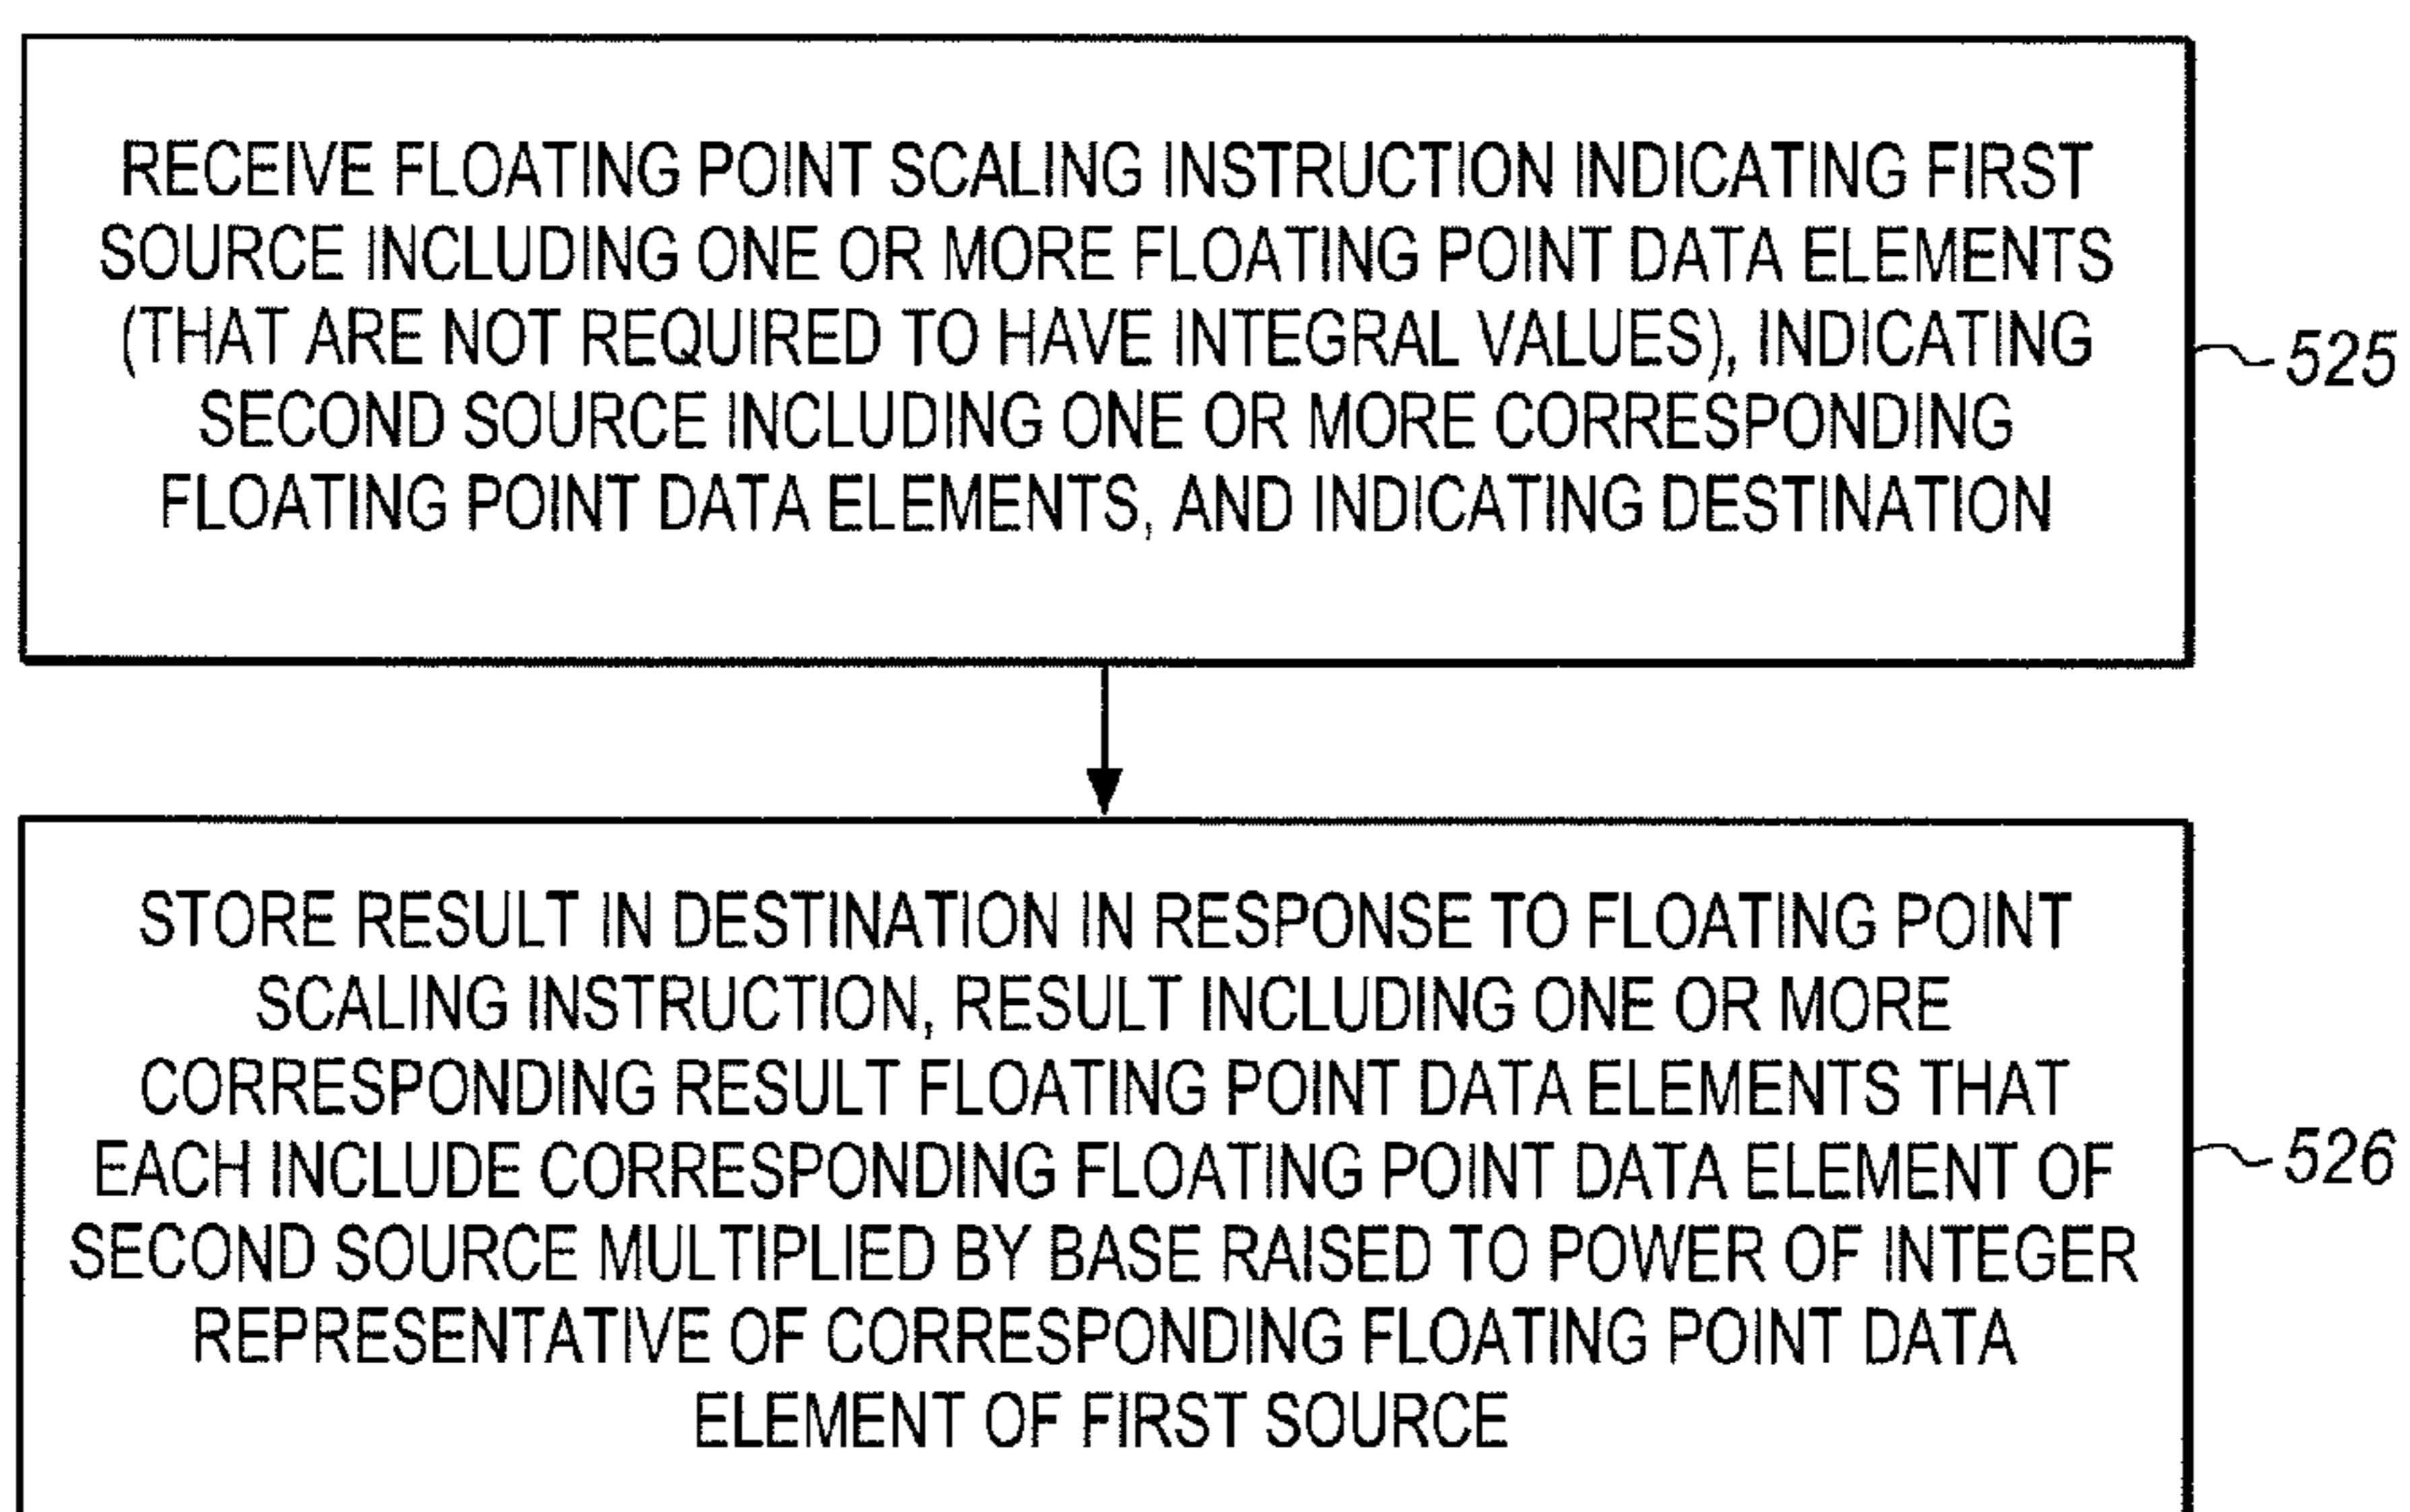 RECEIVE FLOATING POINT SCALING INSTRUCTION INDICATING FIRST
SOURCE INCLUDING ONE OR MORE FLOATING POINT DATA ELEMENTS
(THAT ARE NOT REQUIRED TO HAVE INTEGRAL VALUES), INDICATING
SECOND SOURCE INCLUDING ONE OR MORE CORRESPONDING
FLOATING POINT DATA ELEMENTS, AND INDICATING DESTINATION
525
STORE RESULT IN DESTINATION IN RESPONSE TO FLOATING POINT
SCALING INSTRUCTION, RESULT INCLUDING ONE OR MORE
CORRESPONDING RESULT FLOATING POINT DATA ELEMENTS THAT
EACH INCLUDE CORRESPONDING FLOATING POINT DATA ELEMENT OF
SECOND SOURCE MULTIPLIED BY BASE RAISED TO POWER OF INTEGER
REPRESENTATIVE OF CORRESPONDING FLOATING POINT DATA
ELEMENT OF FIRST SOURCE
526